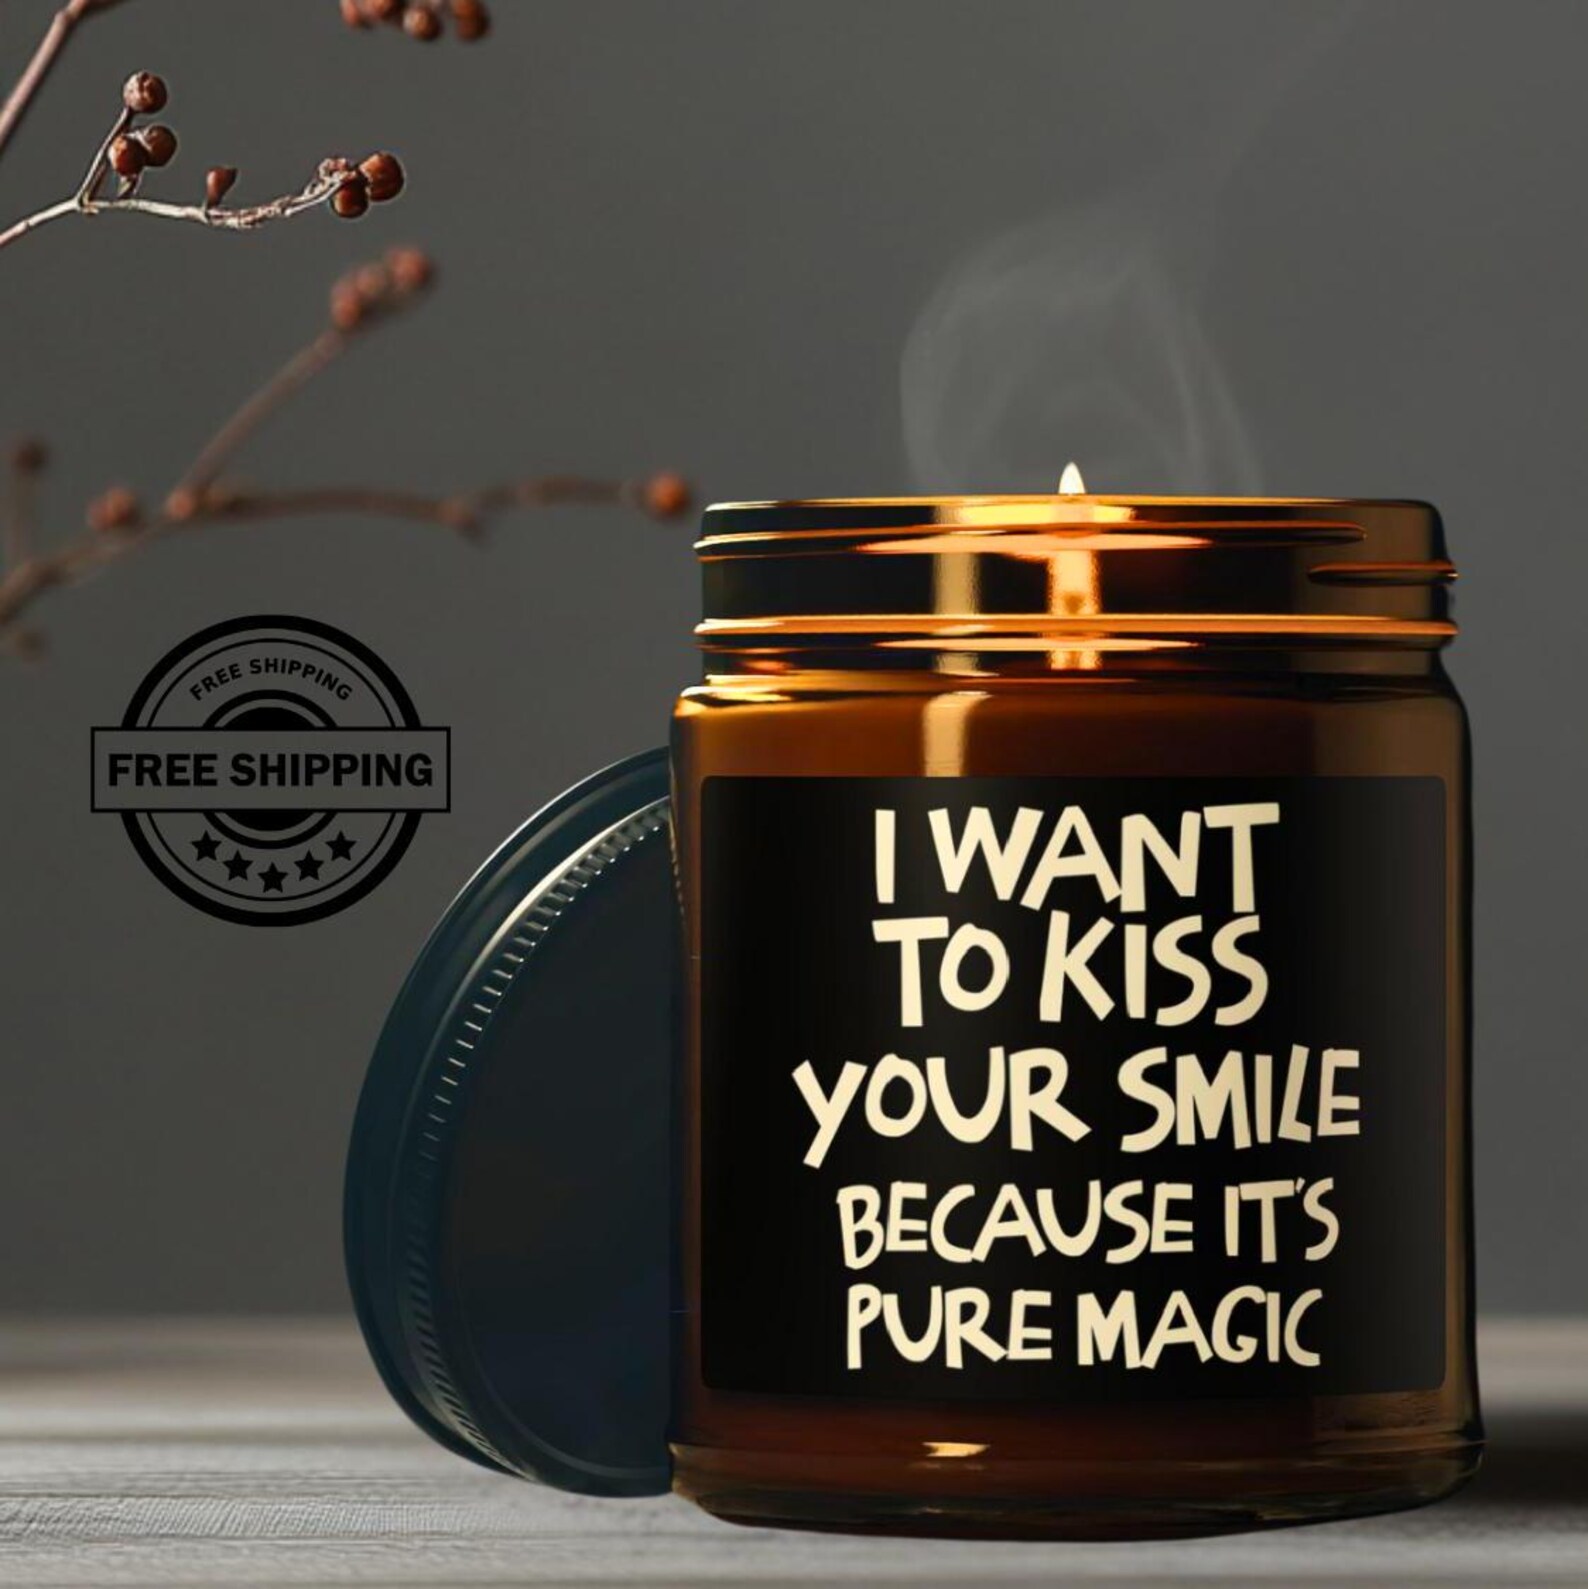 FREE SHIPPING
FREE SHIPPING
I WANT
TO KISS
YOUR SMILE
BECAUSE IT'S
PURE MAGIC